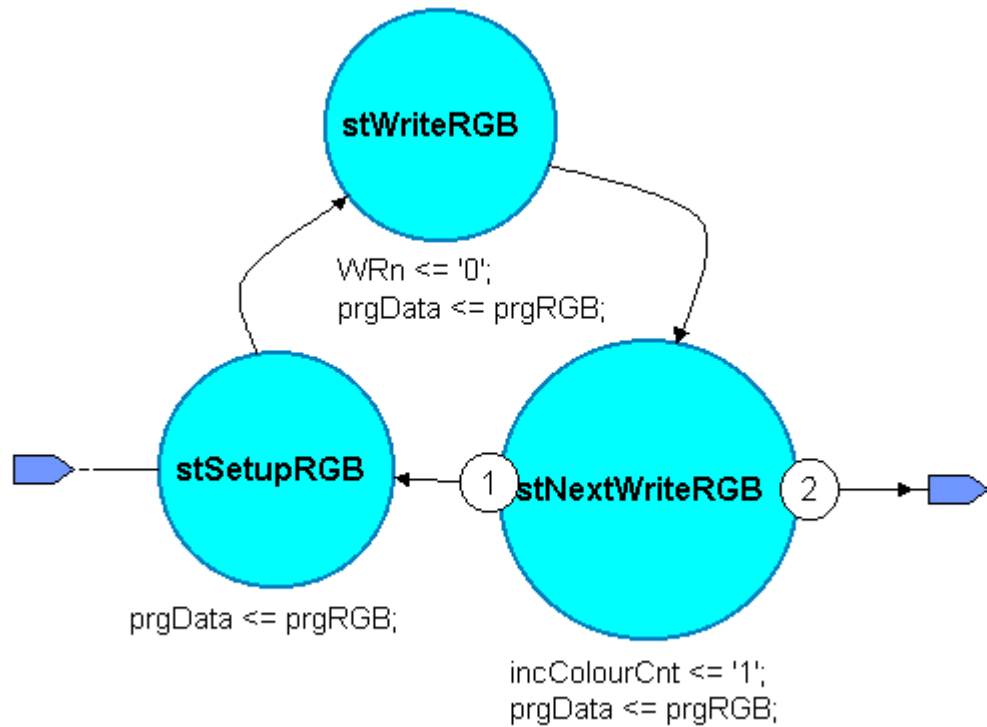 stWriteRGB
WRn <= '0';
prgData <= prgRGB;
stSetupRGB
1
stNextWriteRGB
2
prgData <= prgRGB;
incColourCnt <= '1';
prgData <= prgRGB;